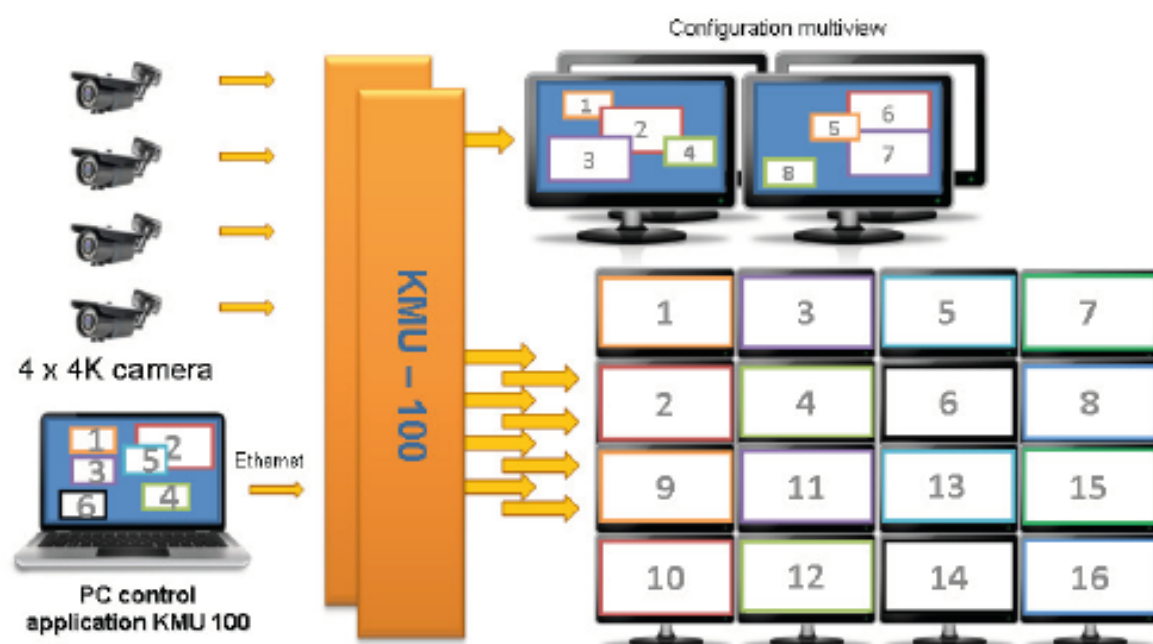 Configuration multiview
1
2
3
4
5
6
7
8
4 x 4K camera
KMU – 100
1 3 5 7
2 4 6 8
9 11 13 15
10 12 14 16
1
2
3
5
6
4
Ethernet
PC control
application KMU 100